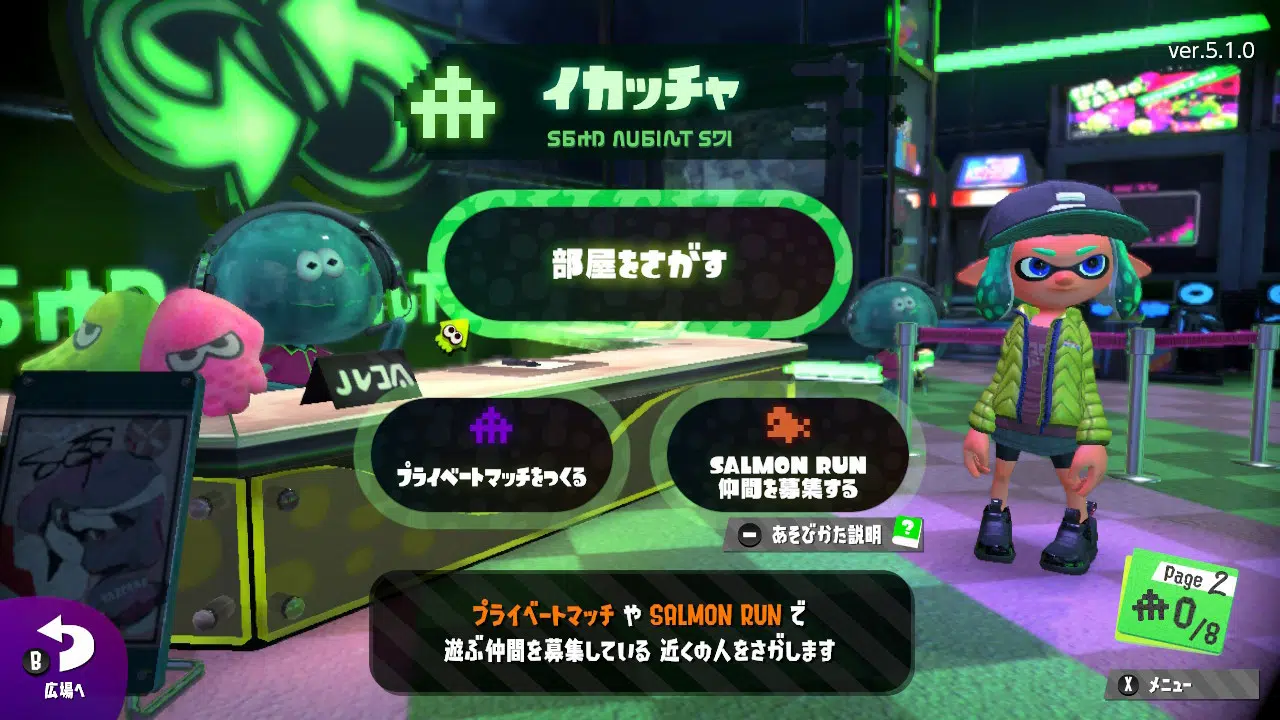 ver.5.1.0
イカッチャ
部屋をさがす
プライベートマッチをつくる
SALMON RUN
仲間を募集する
あそびかた説明
?
プライベートマッチ や SALMON RUN で
遊ぶ仲間を募集している 近くの人をさがします
Page 2
0/8
B
広場へ
X メニュー